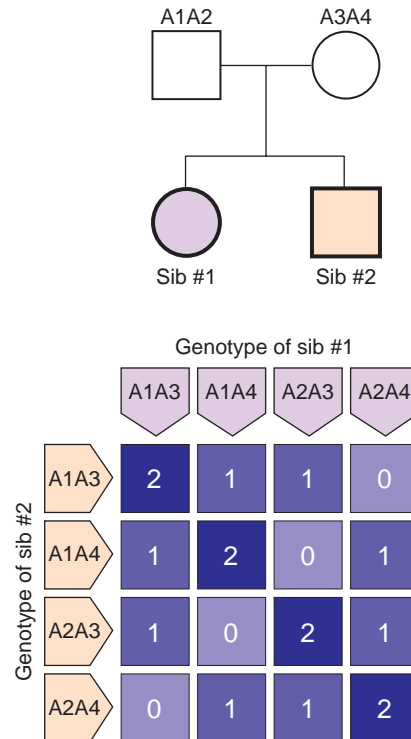 A1A2 A3A4
Sib #1 Sib #2
Genotype of sib #1
A1A3 A1A4 A2A3 A2A4
Genotype of sib #2
A1A3 2 1 1 0
A1A4 1 2 0 1
A2A3 1 0 2 1
A2A4 0 1 1 2